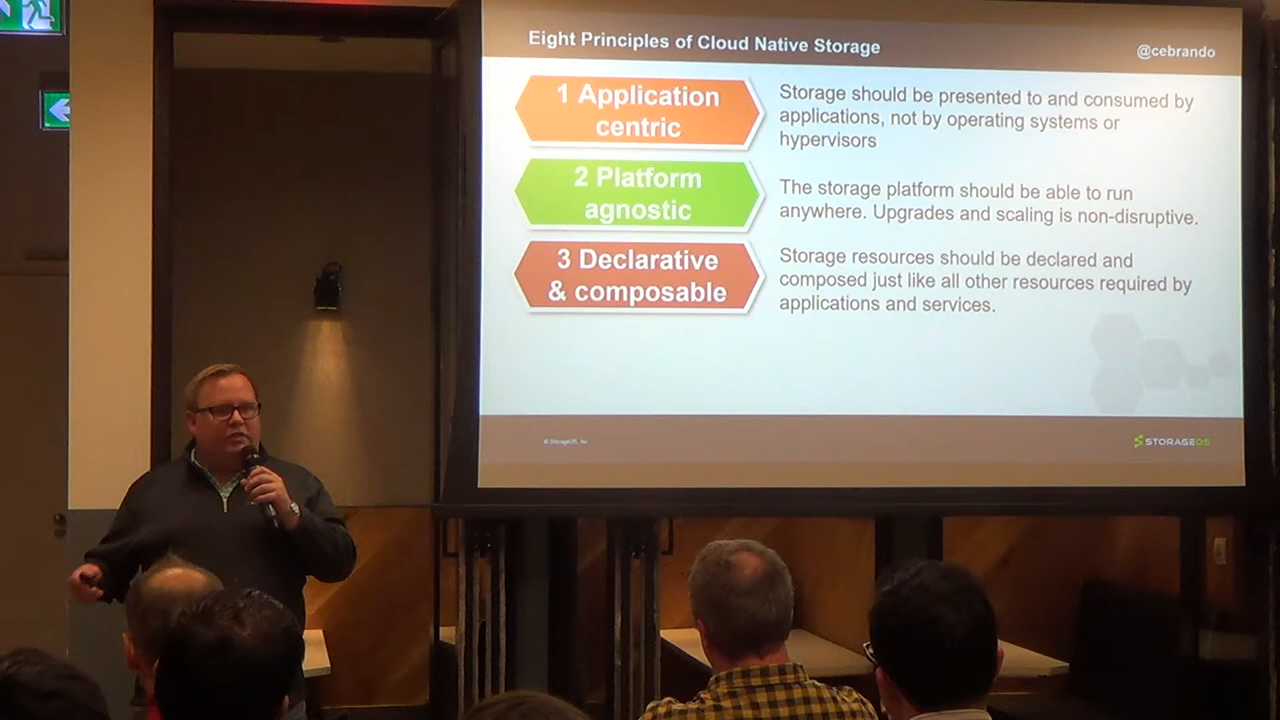 Eight Principles of Cloud Native Storage
@cebrando
1 Application
centric
Storage should be presented to and consumed by
applications, not by operating systems or
hypervisors
2 Platform
agnostic
The storage platform should be able to run
anywhere. Upgrades and scaling is non-disruptive.
3 Declarative
& composable
Storage resources should be declared and
composed just like all other resources required by
applications and services.
© StorageOS, Inc
STORAGEOS